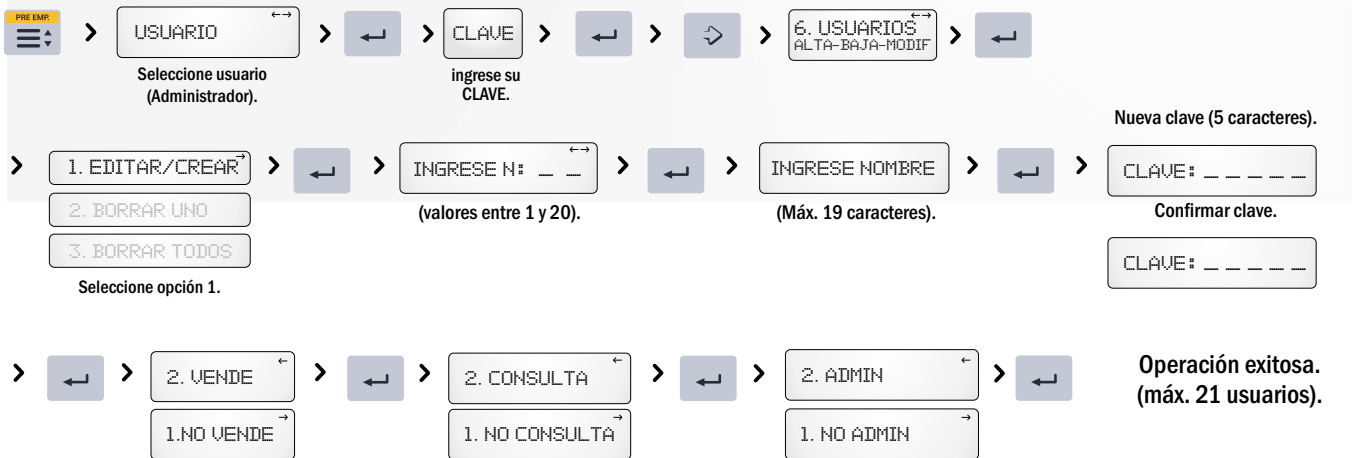 PRE EMP.
USUARIO
Seleccione usuario
(Administrador).
CLAVE
ingrese su
CLAVE.
6. USUARIOS
ALTA-BAJA-MODIF
1. EDITAR/CREAR
2. BORRAR UNO
3. BORRAR TODOS
Seleccione opción 1.
INGRESE N: _ _
(valores entre 1 y 20).
INGRESE NOMBRE
(Máx. 19 caracteres).
Nueva clave (5 caracteres).
CLAVE: _ _ _ _ _
Confirmar clave.
CLAVE: _ _ _ _ _
2. VENDE
1.NO VENDE
2. CONSULTA
1. NO CONSULTA
2. ADMIN
1. NO ADMIN
Operación exitosa.
(máx. 21 usuarios).